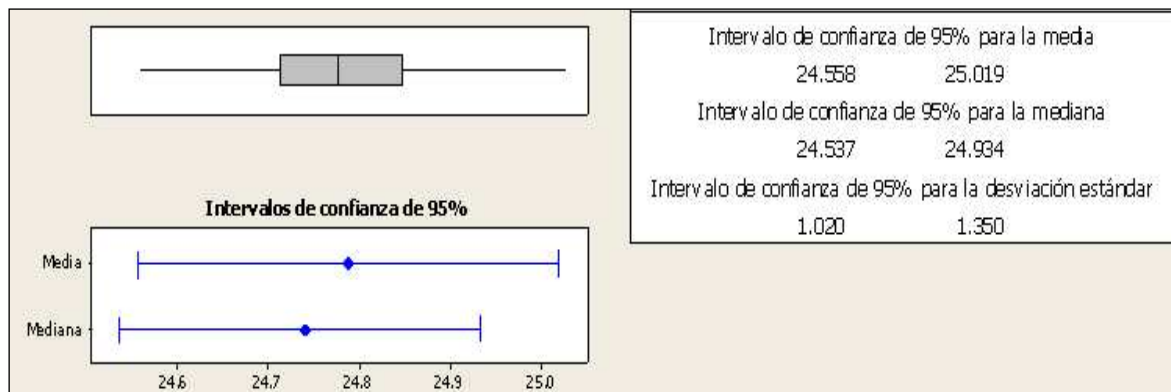 Intervalo de confianza de 95% para la media
24.558 25.019
Intervalo de confianza de 95% para la mediana
24.537 24.934
Intervalo de confianza de 95% para la desviación estándar
1.020 1.350
Intervalos de confianza de 95%
Media
Mediana
24.6 24.7 24.8 24.9 25.0